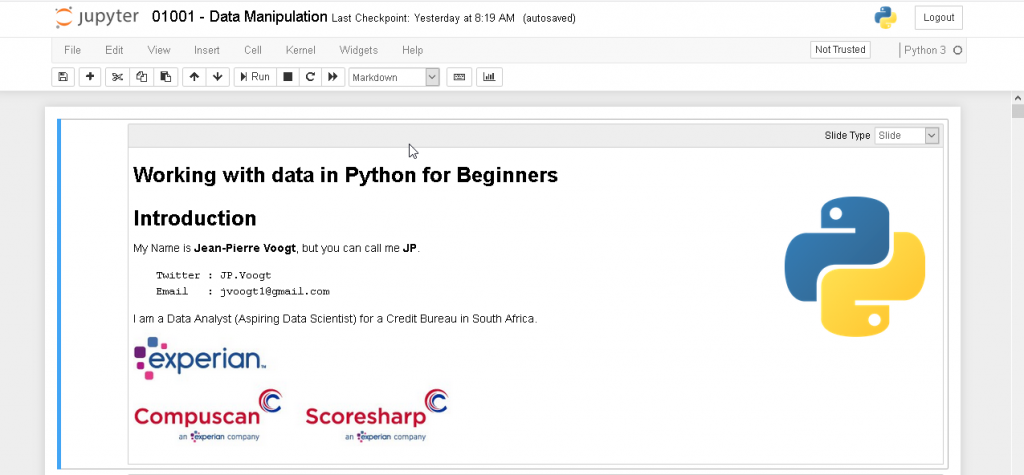 jupyter 01001 - Data Manipulation Last Checkpoint: Yesterday at 8:19 AM (autosaved)
Logout
File Edit View Insert Cell Kernel Widgets Help
Not Trusted Python 3
Run Markdown
Slide Type Slide
Working with data in Python for Beginners
Introduction
My Name is Jean-Pierre Voogt, but you can call me JP.
Twitter : JP.Voogt
Email : jvoogt1@gmail.com
I am a Data Analyst (Aspiring Data Scientist) for a Credit Bureau in South Africa.
experian™
Compuscan Scoresharp
an experian company an experian company